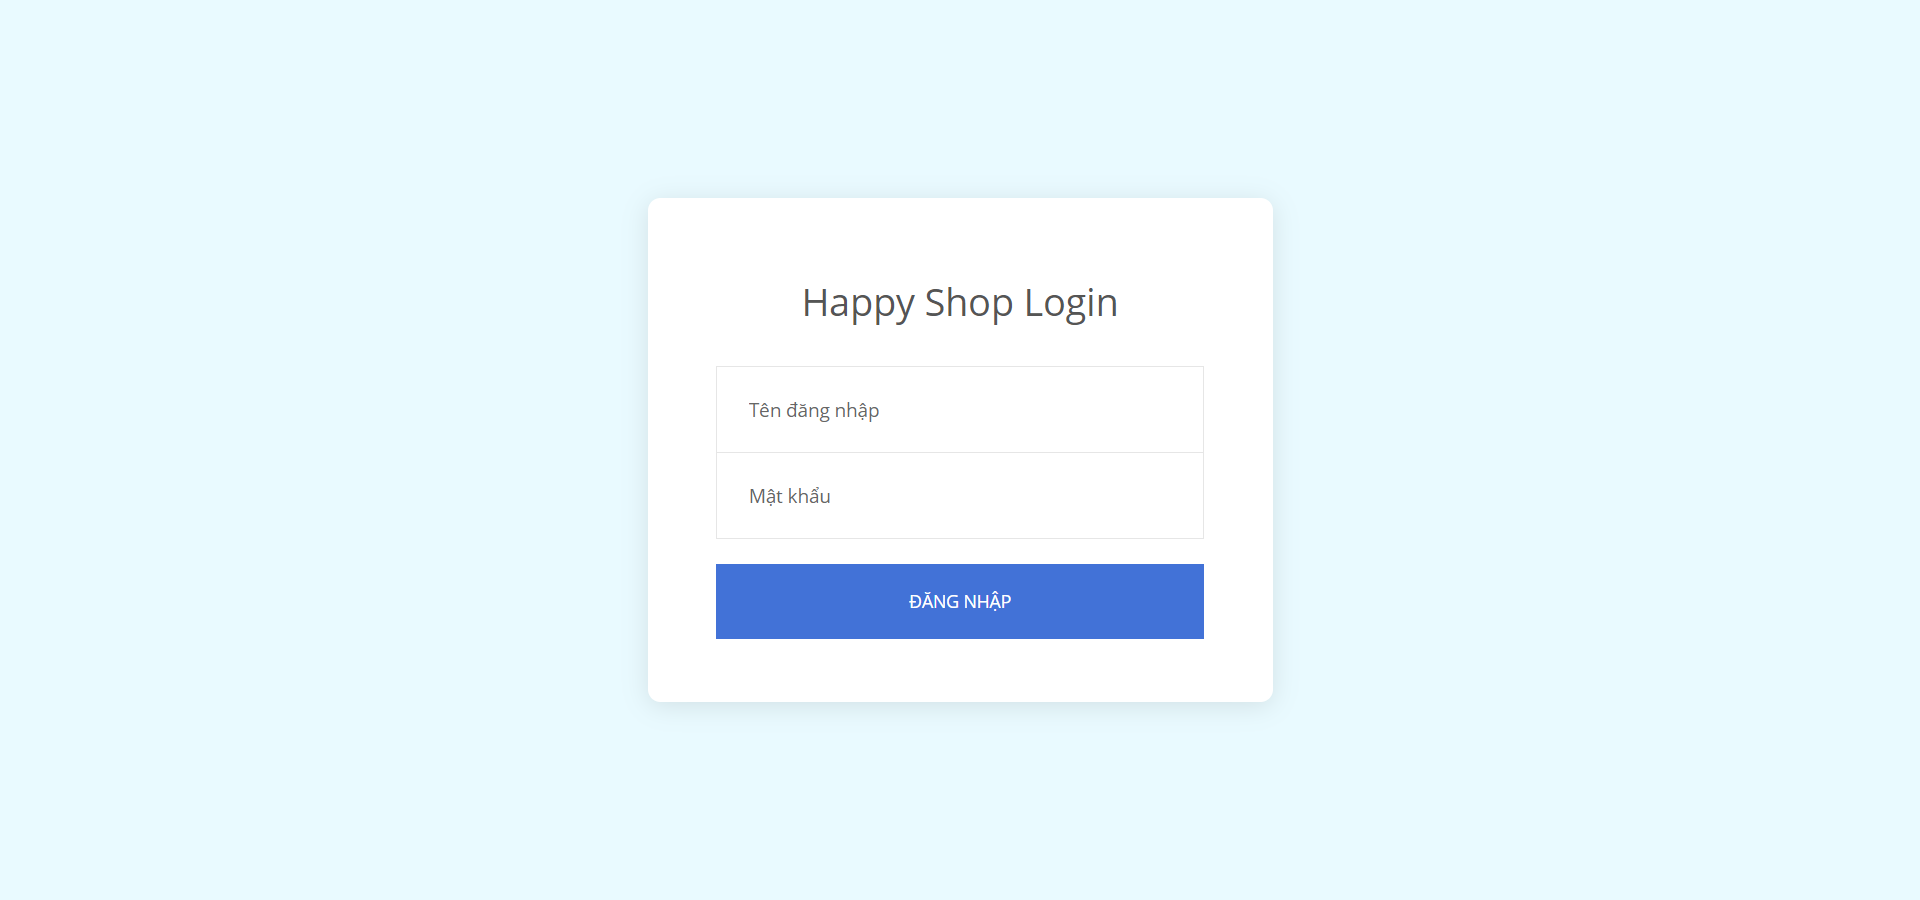 Happy Shop Login
Tên đăng nhập
Mật khẩu
ĐĂNG NHẬP